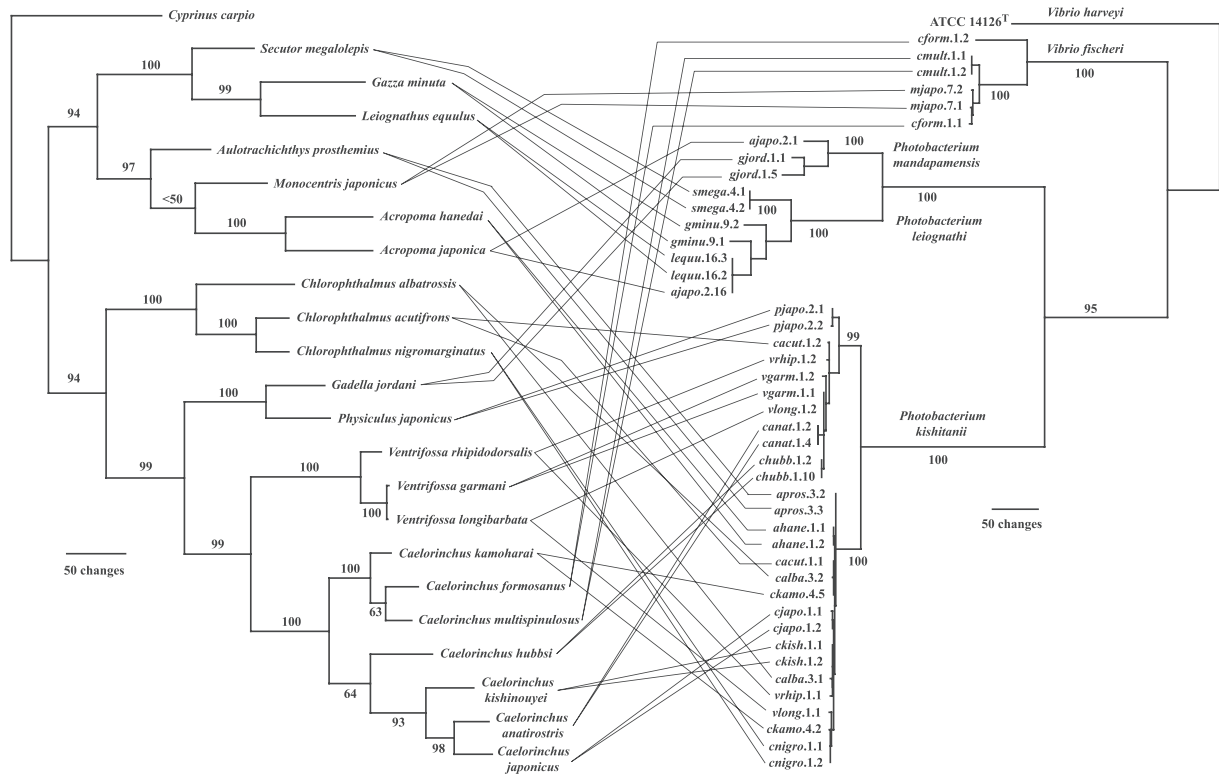 Cyprinus carpio
Secutor megalolepis
100
Gazza minuta
99
Leiognathus equulus
94
Aulotrachichthys prosthemius
97
Monocentris japonicus
<50
Acropoma hanedai
100
Acropoma japonica
Chlorophthalmus albatrossis
100
Chlorophthalmus acutifrons
100
Chlorophthalmus nigromarginatus
94
Gadella jordani
100
Physiculus japonicus
99
Ventrifossa rhipidodorsalis
100
Ventrifossa garmani
100
Ventrifossa longibarbata
99
Caelorinchus kamoharai
100
Caelorinchus formosanus
63
Caelorinchus multispinulosus
100
Caelorinchus hubbsi
64
Caelorinchus
kishinouyei
93
Caelorinchus
anatirostris
98
Caelorinchus
japonicus
50 changes
Vibrio harveyi
ATCC 14126T
cform.1.2
Vibrio fischeri
100
cmult.1.1
cmult.1.2
100
mjapo.7.2
mjapo.7.1
cform.1.1
ajapo.2.1
100
Photobacterium
mandapamensis
gjord.1.1
gjord.1.5
100
smega.4.1
smega.4.2
100
gminu.9.2
100
Photobacterium
leiognathi
gminu.9.1
lequu.16.3
lequu.16.2
ajapo.2.16
95
pjapo.2.1
pjapo.2.2
99
cacut.1.2
vrhip.1.2
vgarm.1.2
vgarm.1.1
vlong.1.2
Photobacterium
kishitanii
100
canat.1.2
canat.1.4
chubb.1.2
chubb.1.10
apros.3.2
apros.3.3
ahane.1.1
ahane.1.2
100
cacut.1.1
calba.3.2
ckamo.4.5
cjapo.1.1
cjapo.1.2
ckish.1.1
ckish.1.2
calba.3.1
vrhip.1.1
vlong.1.1
ckamo.4.2
cnigro.1.1
cnigro.1.2
50 changes